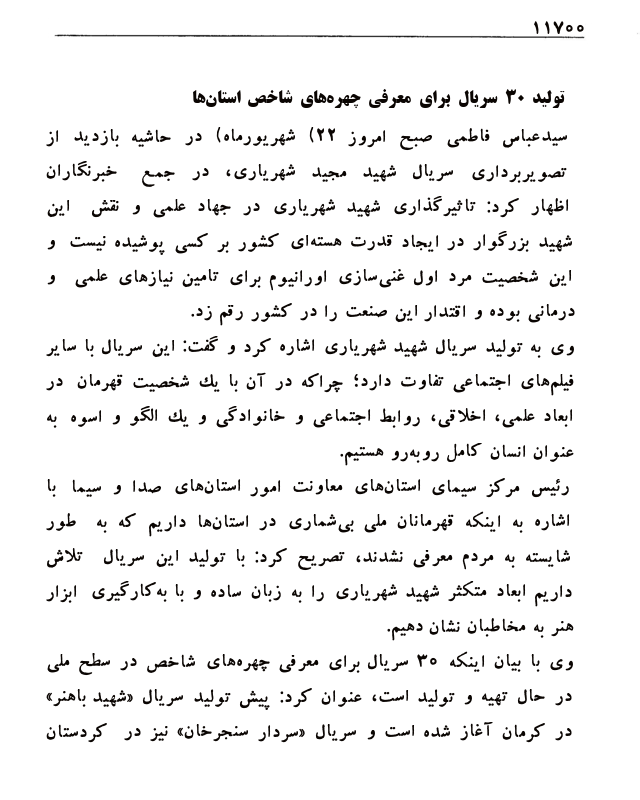 ۱۱۷۰۰
تولید ۳۰ سریال برای معرفی چهره‌های شاخص استان‌ها
سیدعباس فاطمی صبح امروز ۲۲) شهریورماه) در حاشیه بازدید از
تصویربرداری سریال شهید مجید شهریاری، در جمع خبرنگاران
اظهار کرد: تاثیرگذاری شهید شهریاری در جهاد علمی و نقش این
شهید بزرگوار در ایجاد قدرت هسته‌ای کشور بر کسی پوشیده نیست و
این شخصیت مرد اول غنی‌سازی اورانیوم برای تامین نیازهای علمی و
درمانی بوده و اقتدار این صنعت را در کشور رقم زد.
وی به تولید سریال شهید شهریاری اشاره کرد و گفت: این سریال با سایر
فیلم‌های اجتماعی تفاوت دارد؛ چراکه در آن با یك شخصیت قهرمان در
ابعاد علمی، اخلاقی، روابط اجتماعی و خانوادگی و یك الگو و اسوه به
عنوان انسان کامل روبه‌رو هستیم.
رئیس مرکز سیمای استان‌های معاونت امور استان‌های صدا و سیما با
اشاره به اینکه قهرمانان ملی بی‌شماری در استان‌ها داریم که به طور
شایسته به مردم معرفی نشدند، تصریح کرد: با تولید این سریال تلاش
داریم ابعاد متکثر شهید شهریاری را به زبان ساده و با به‌کارگیری ابزار
هنر به مخاطبان نشان دهیم.
وی با بیان اینکه ۳۰ سریال برای معرفی چهره‌های شاخص در سطح ملی
در حال تهیه و تولید است، عنوان کرد: پیش تولید سریال «شهید باهنر»
در کرمان آغاز شده است و سریال «سردار سنجرخان» نیز در کردستان